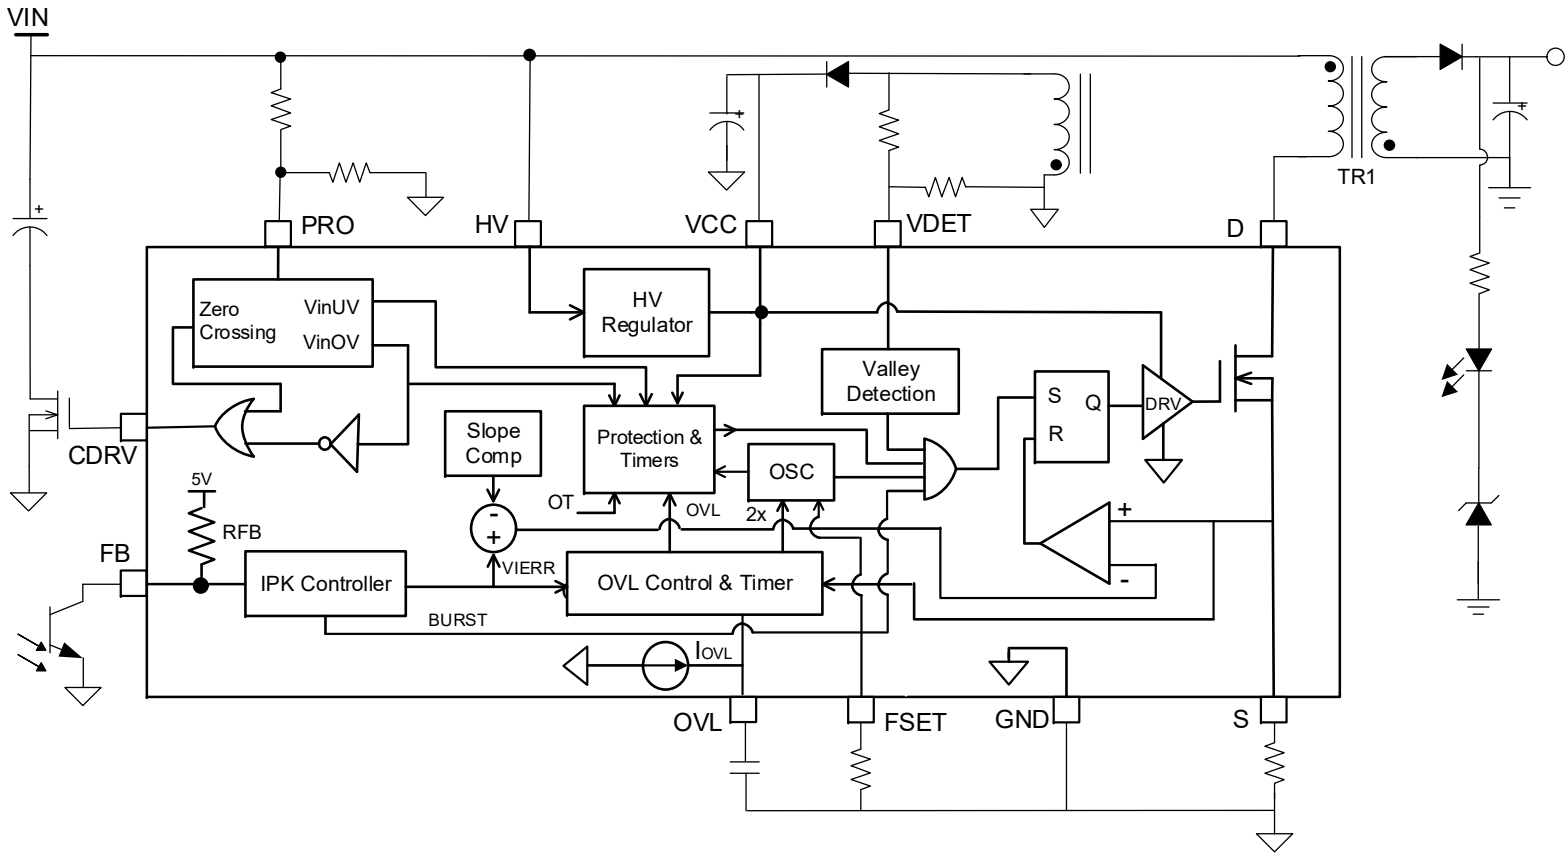 VIN
TR1
PRO
HV
VCC
VDET
D
Zero
Crossing
VinUV
VinOV
HV
Regulator
Valley
Detection
S
Q
R
DRV
CDRV
Slope
Comp
Protection &
Timers
OSC
OT
OVL
2x
5V
RFB
-
+
+
-
FB
IPK Controller
VIERR
OVL Control & Timer
BURST
IOVL
OVL
FSET
GND
S
+
+
+